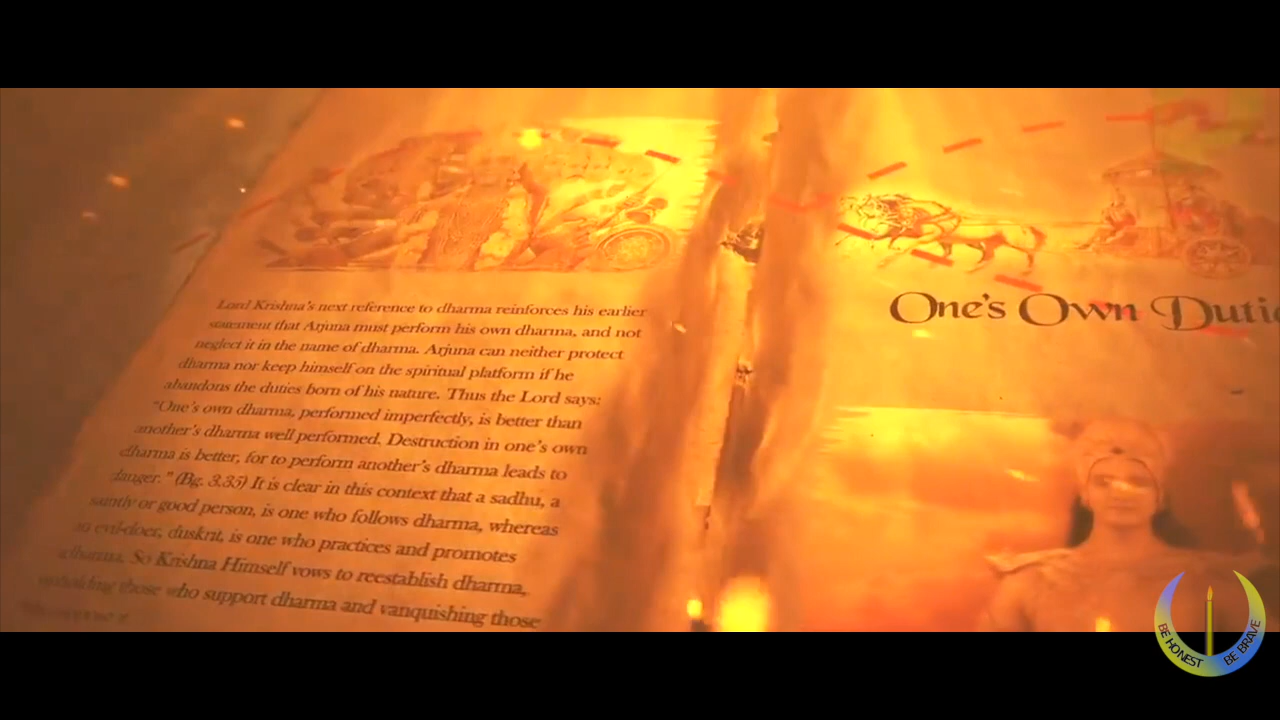 Lord Krishna's next reference to dharma reinforces his earlier
statement that Arjuna must perform his own dharma, and not
neglect it in the name of dharma. Arjuna can neither protect
dharma nor keep himself on the spiritual platform if he
abandons the duties born of his nature. Thus the Lord says:
"One's own dharma, performed imperfectly, is better than
another's dharma well performed. Destruction in one's own
dharma is better, for to perform another's dharma leads to
danger." (Bg. 3.35) It is clear in this context that a sadhu, a
saintly or good person, is one who follows dharma, whereas
an evil-doer, duskrit, is one who practices and promotes
adharma. So Krishna Himself vows to reestablish dharma,
upholding those who support dharma and vanquishing those
who oppose it.
One's Own Dutie
BE HONEST BE BRAVE